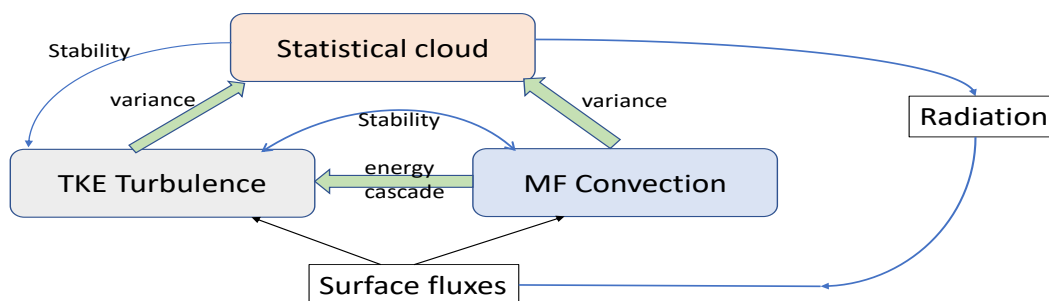 Statistical cloud
Stability
variance
variance
Radiation
Stability
TKE Turbulence
energy
cascade
MF Convection
Surface fluxes